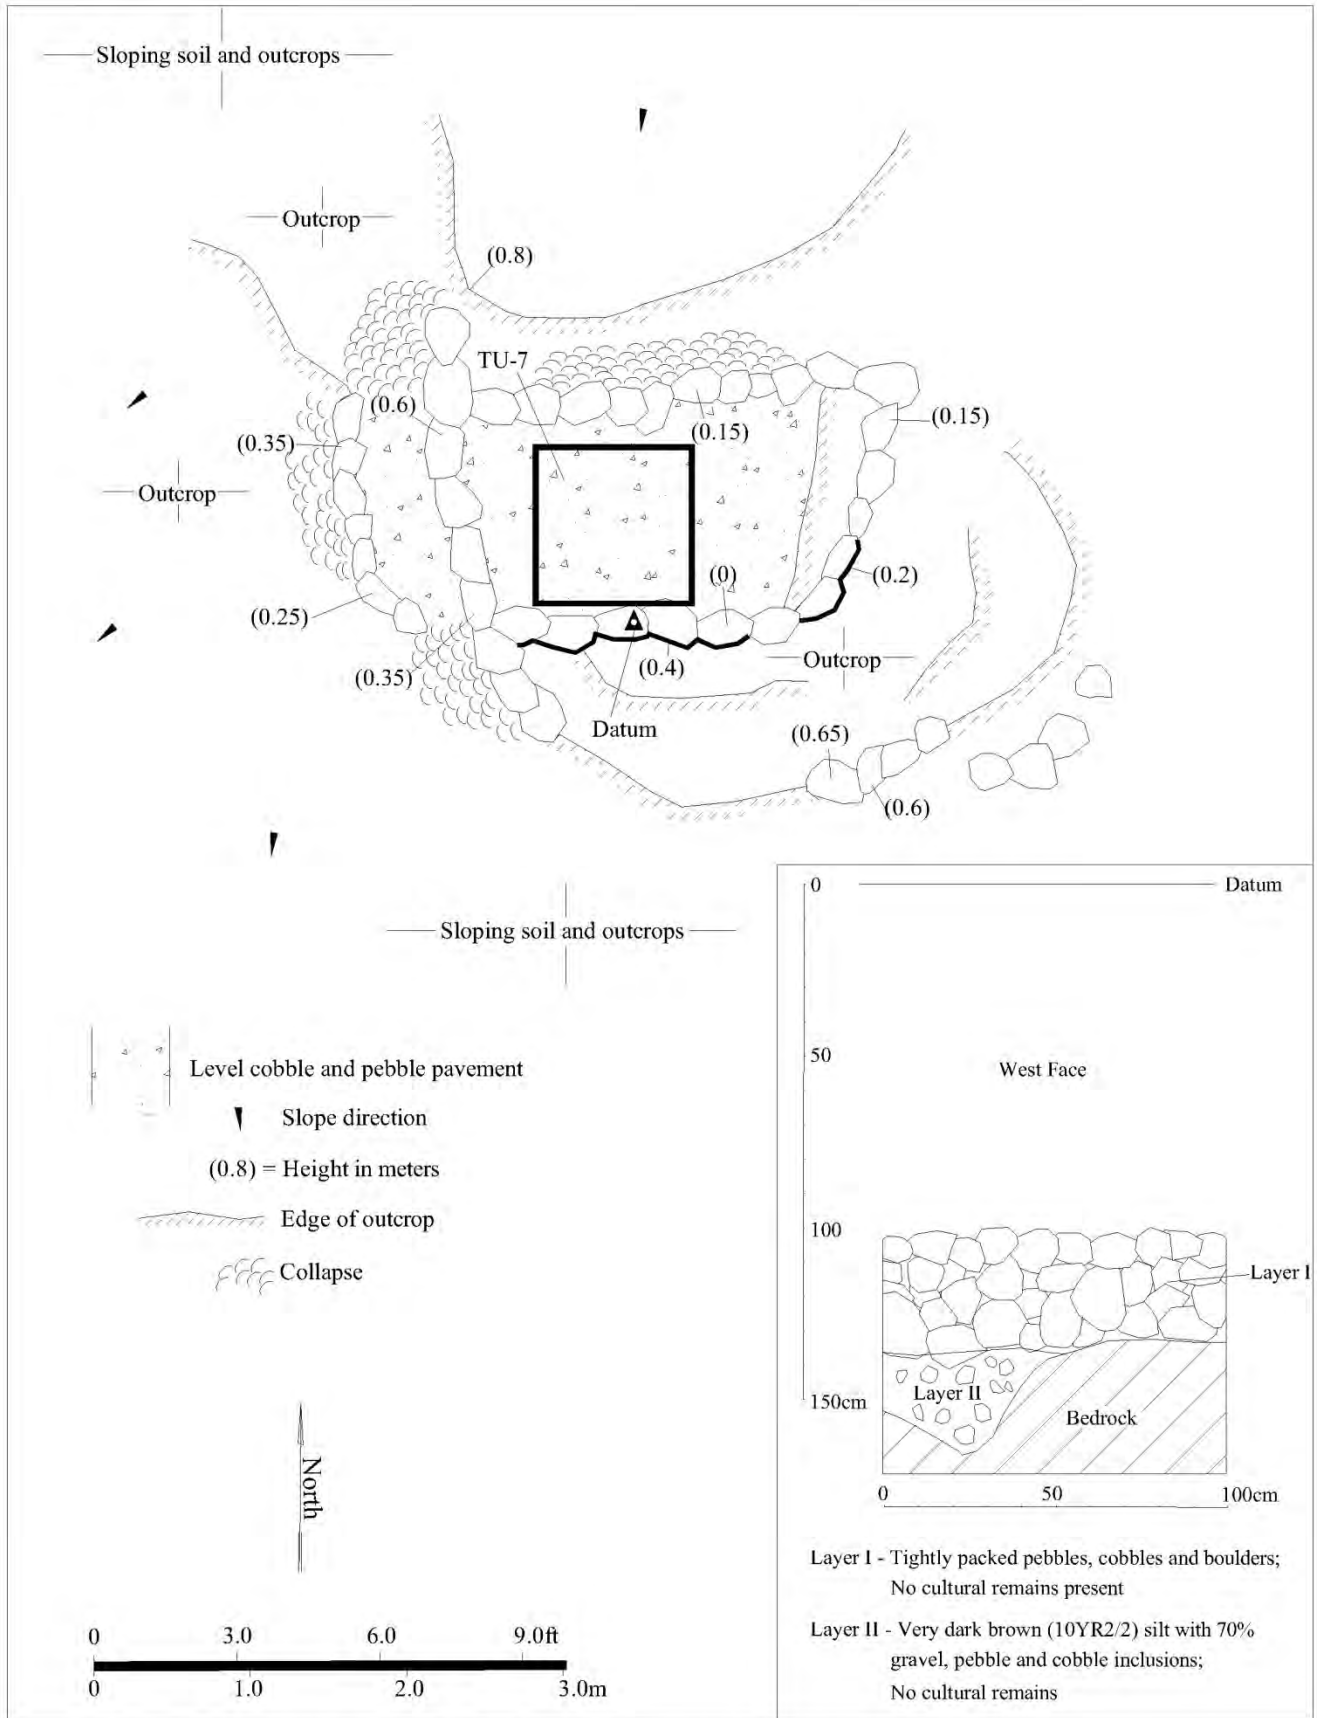 Sloping soil and outcrops
Outcrop
(0.8)
TU-7
(0.6)
(0.15)
(0.15)
(0.35)
Outcrop
(0)
(0.2)
(0.25)
(0.35)
(0.4)
Outcrop
Datum
(0.65)
(0.6)
Sloping soil and outcrops
Level cobble and pebble pavement
Slope direction
(0.8) = Height in meters
Edge of outcrop
Collapse
North
0 3.0 6.0 9.0ft
0 1.0 2.0 3.0m
0 Datum
50
West Face
100
Layer I
150cm
Layer II
Bedrock
0 50 100cm
Layer I - Tightly packed pebbles, cobbles and boulders;
No cultural remains present
Layer II - Very dark brown (10YR2/2) silt with 70%
gravel, pebble and cobble inclusions;
No cultural remains